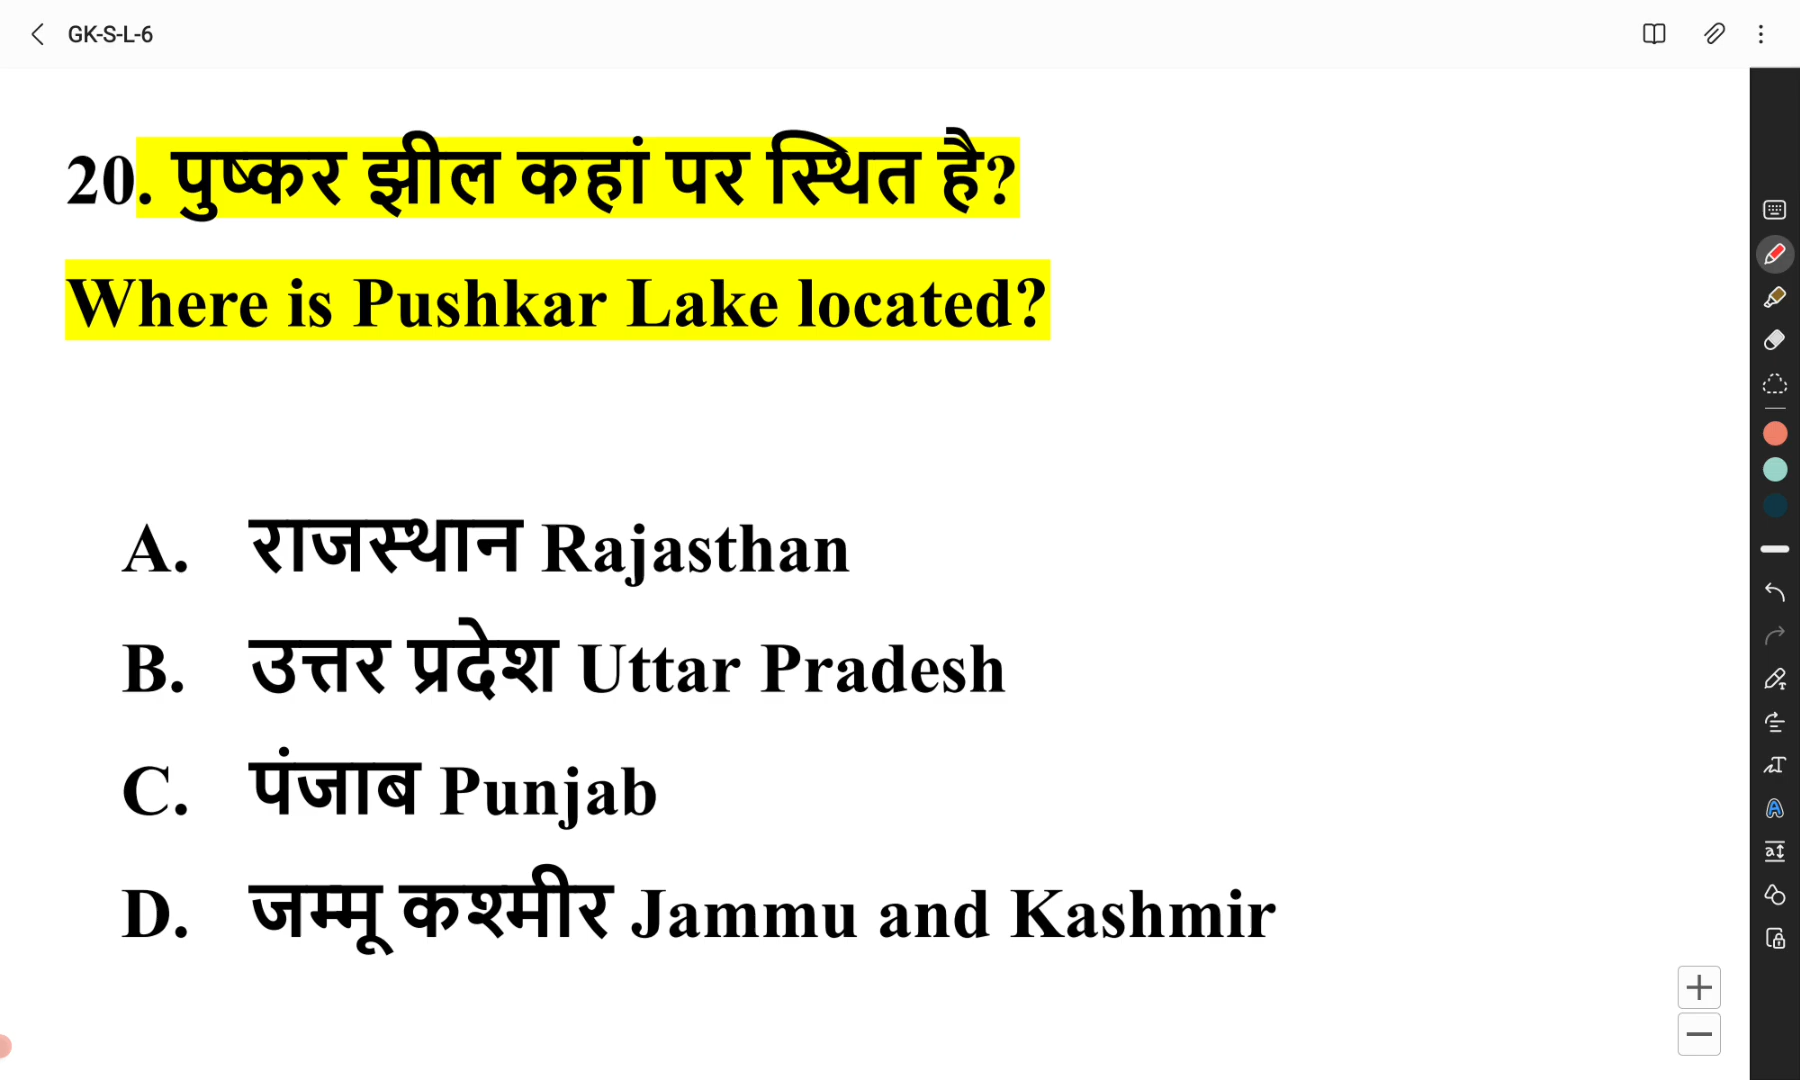 GK-S-L-6
20. पुष्कर झील कहां पर स्थित है?
Where is Pushkar Lake located?
A. राजस्थान Rajasthan
B. उत्तर प्रदेश Uttar Pradesh
C. पंजाब Punjab
D. जम्मू कश्मीर Jammu and Kashmir